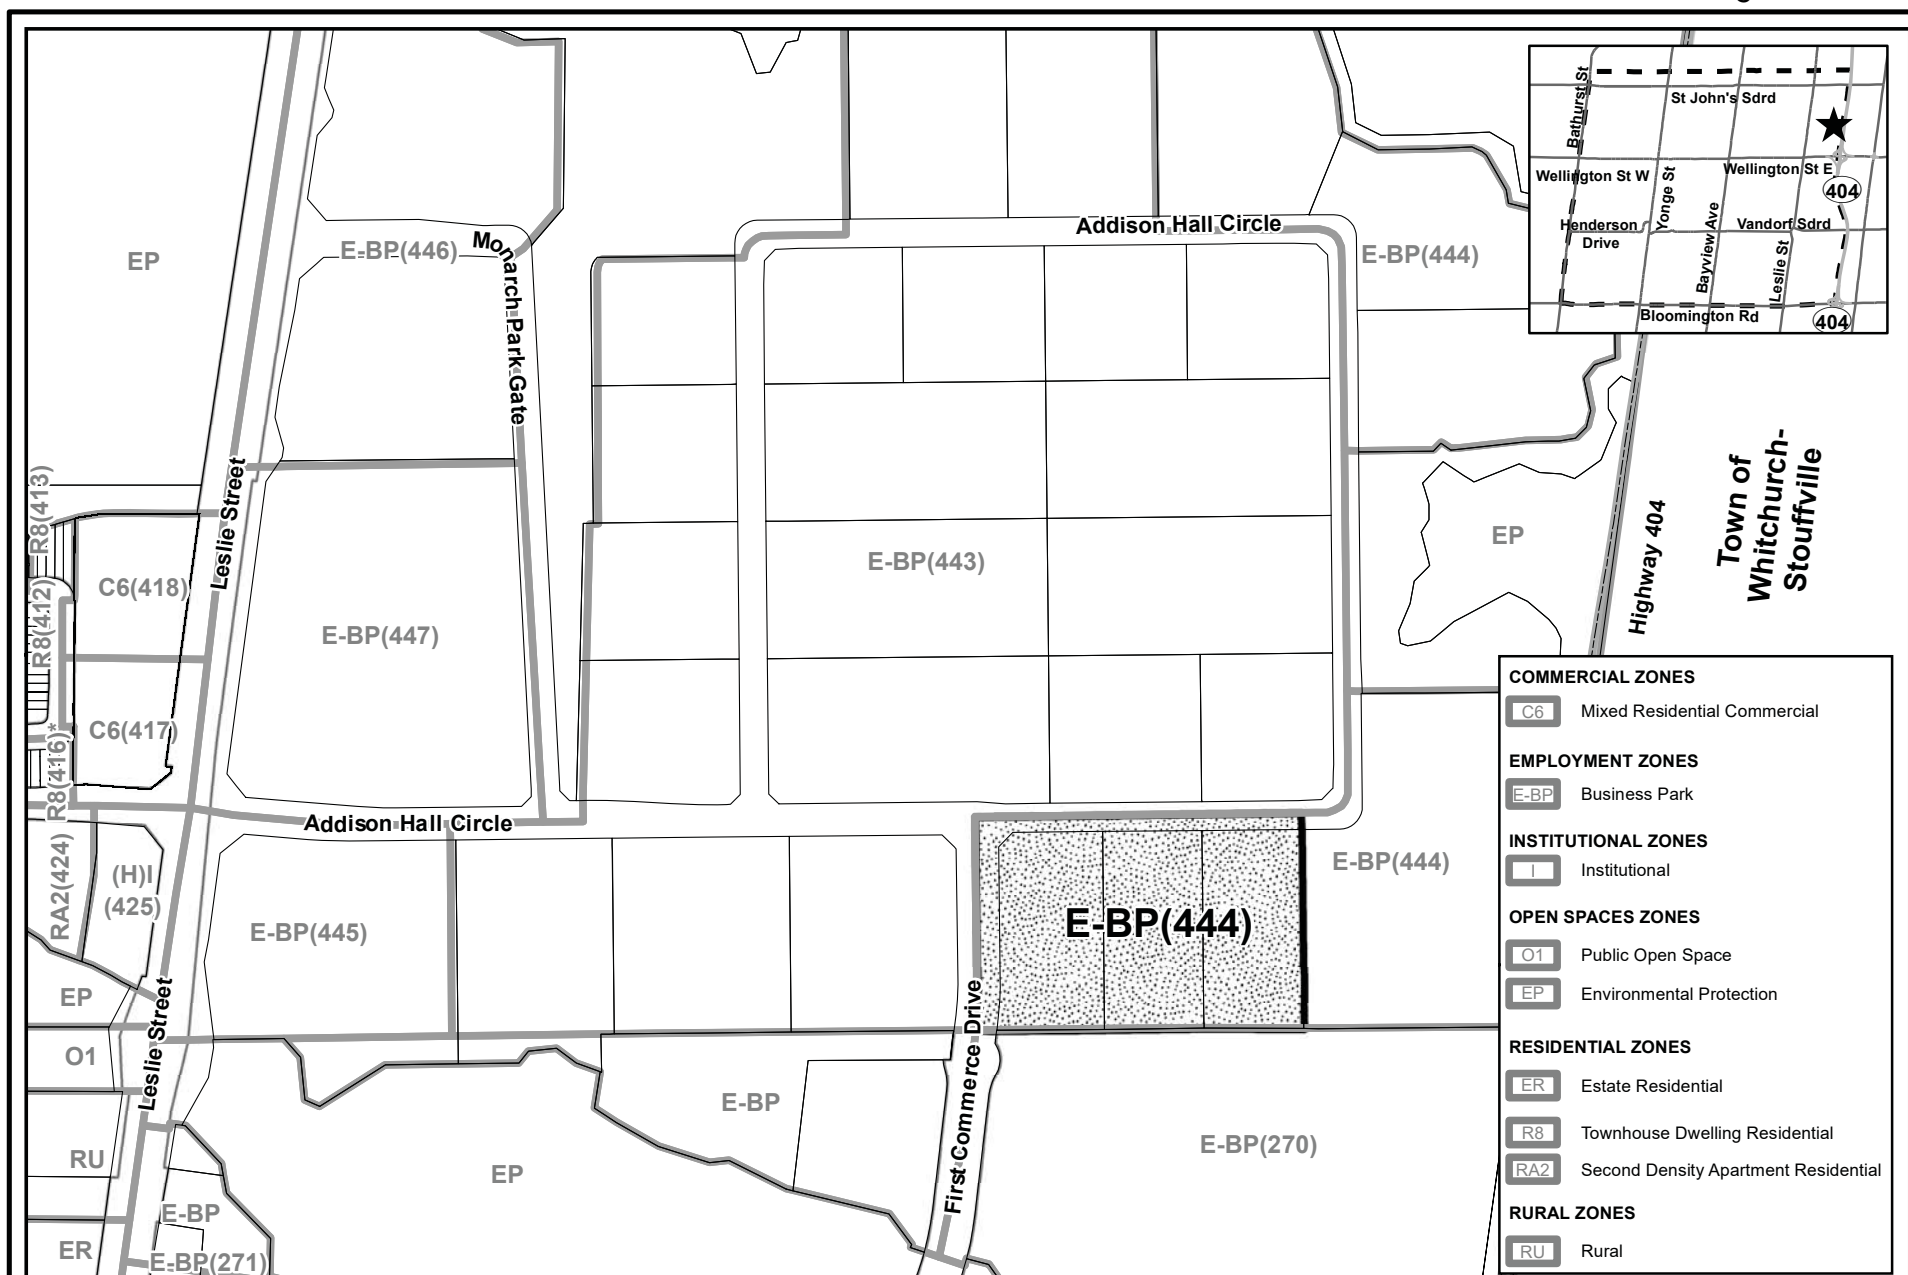 St John's Sdrd
Bathurst St
Wellington St W
Wellington St E
404
Yonge St
Henderson
Drive
Bayview Ave
Vandorf Sdrd
Leslie St
Bloomington Rd
404
Addison Hall Circle
E-BP(446)
Monarch Park Gate
E-BP(444)
EP
R8(413)
Leslie Street
Town of
Whitchurch-
Stouffville
Highway 404
EP
E-BP(443)
C6(418)
R8(412)
E-BP(447)
C6(417)
R8(416)*
Addison Hall Circle
RA2(424)
(H)I
(425)
E-BP(445)
E-BP(444)
E-BP(444)
EP
Leslie Street
First Commerce Drive
O1
E-BP
E-BP(270)
RU
EP
E-BP
ER
E-BP(271)
COMMERCIAL ZONES
C6 Mixed Residential Commercial
EMPLOYMENT ZONES
E-BP Business Park
INSTITUTIONAL ZONES
I Institutional
OPEN SPACES ZONES
O1 Public Open Space
EP Environmental Protection
RESIDENTIAL ZONES
ER Estate Residential
R8 Townhouse Dwelling Residential
RA2 Second Density Apartment Residential
RURAL ZONES
RU Rural